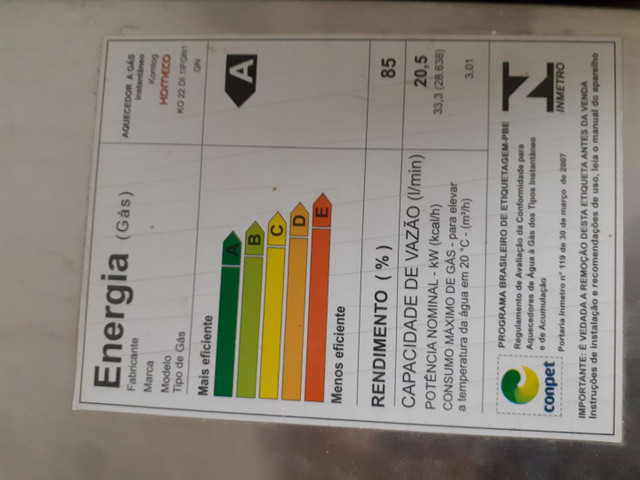 Energia (Gás)
AQUECEDOR A GÁS
instantâneo
Fabricante Komlog
Marca KOMECO
Modelo KO 22 DI 1IFGN1
Tipo de Gás GN
Mais eficiente
A
A
B
C
D
E
Menos eficiente
RENDIMENTO (%) 85
CAPACIDADE DE VAZÃO (l/min) 20,5
POTÊNCIA NOMINAL - kW (kcal/h) 33,3 (28.638)
CONSUMO MÁXIMO DE GÁS - para elevar
a temperatura da água em 20 °C - (m³/h) 3,01
PROGRAMA BRASILEIRO DE ETIQUETAGEM-PBE
Regulamento de Avaliação da Conformidade para
Aquecedores de Água à Gás dos Tipos Instantâneo
e de Acumulação
Portaria Inmetro n° 119 de 30 de março de 2007
conpet
INMETRO
IMPORTANTE: É VEDADA A REMOÇÃO DESTA ETIQUETA ANTES DA VENDA
Instruções de instalação e recomendações de uso, leia o manual do aparelho